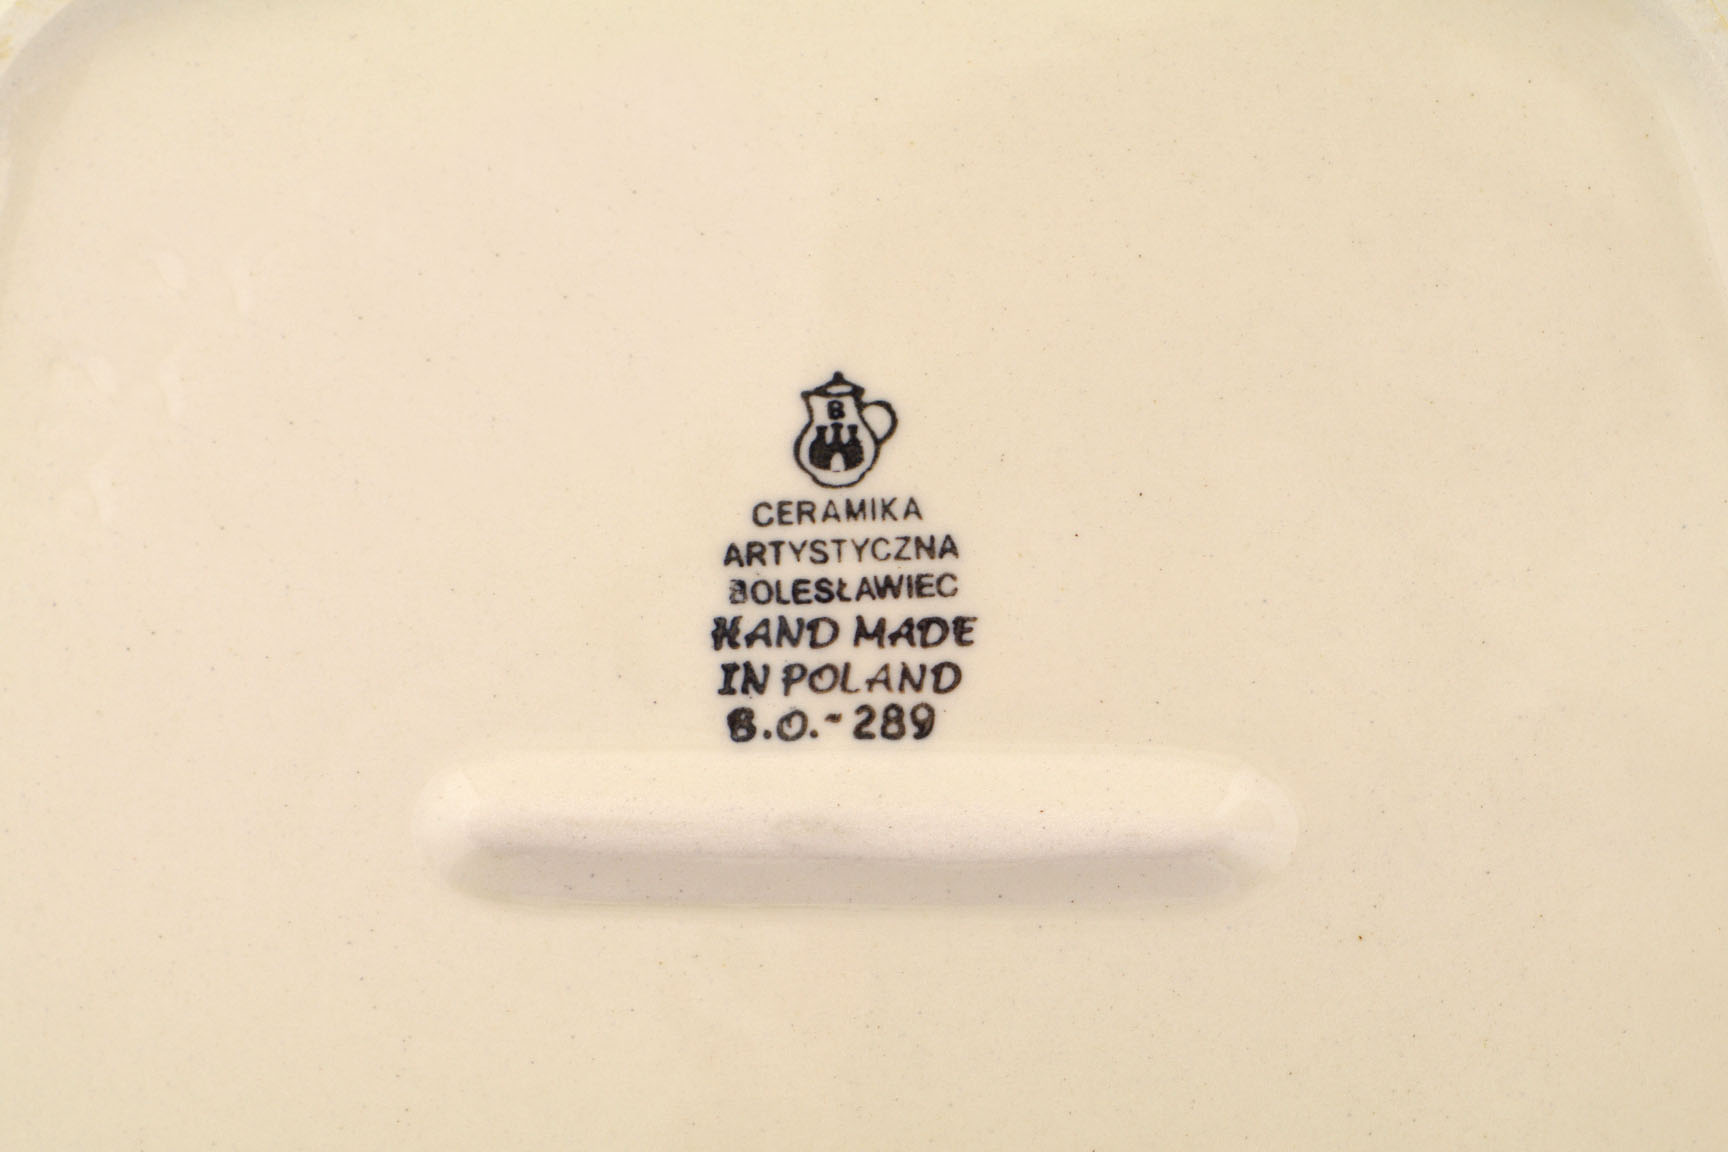 B
CERAMIKA
ARTYSTYCZNA
BOLESŁAWIEC
HAND MADE
IN POLAND
B.O.-289